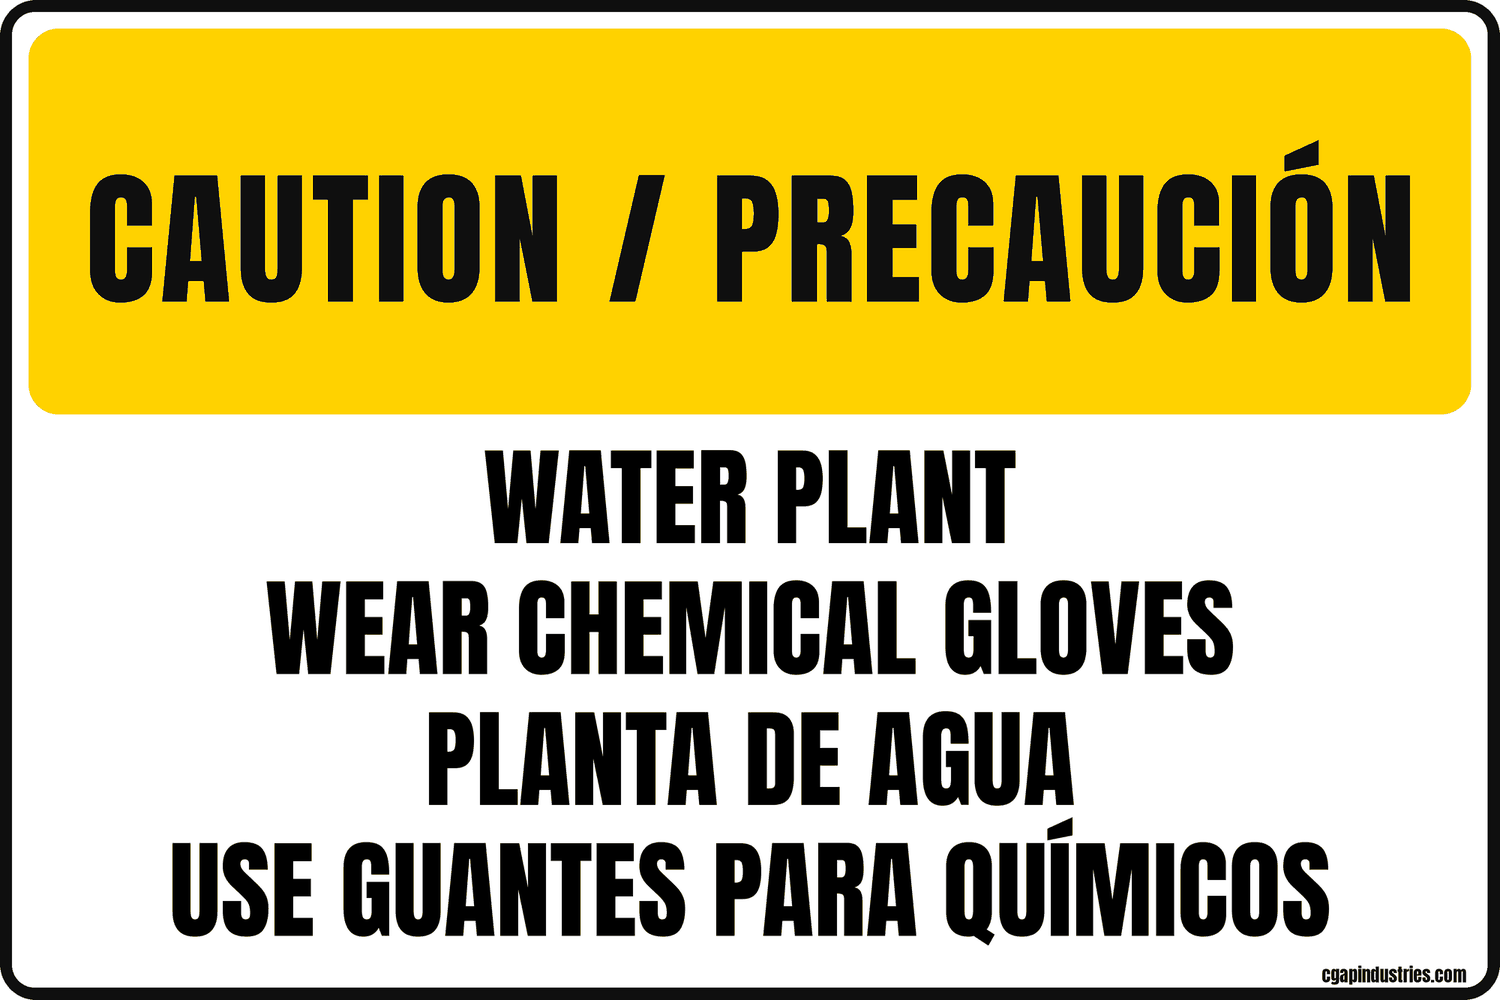 CAUTION / PRECAUCIÓN
WATER PLANT
WEAR CHEMICAL GLOVES
PLANTA DE AGUA
USE GUANTES PARA QUÍMICOS
cgapindustries.com